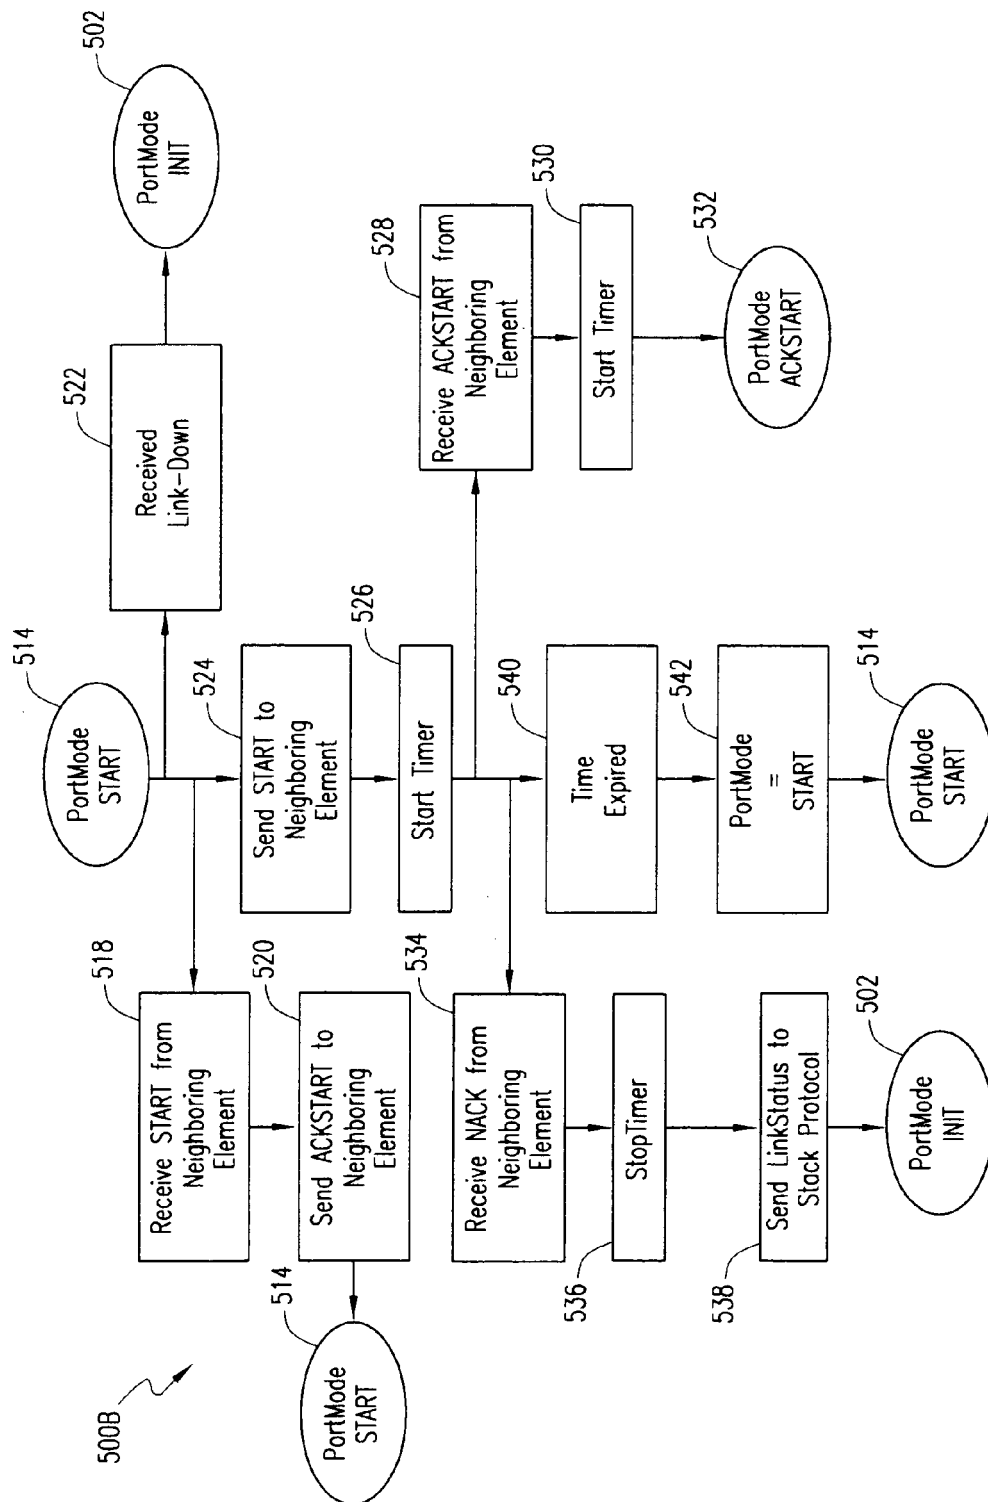 500B
514
PortMode
START
522
Received
Link-Down
502
PortMode
INIT
518
Receive START from
Neighboring
Element
520
Send ACKSTART to
Neighboring
Element
514
PortMode
START
524
Send START to
Neighboring
Element
526
Start Timer
528
Receive ACKSTART from
Neighboring
Element
530
Start Timer
532
PortMode
ACKSTART
534
Receive NACK from
Neighboring
Element
536
StopTimer
538
Send LinkStatus to
Stack Protocol
502
PortMode
INIT
540
Time
Expired
542
PortMode
=
START
514
PortMode
START